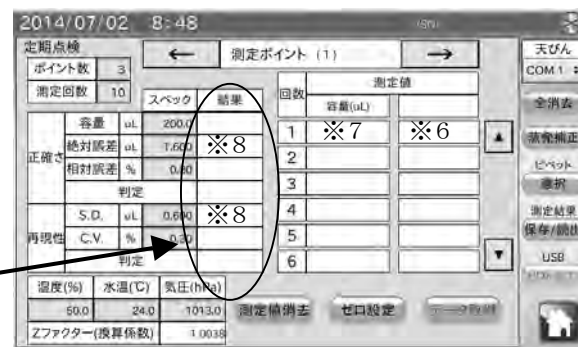 2014/07/02 8:48
定期点検
ポイント数 3
測定回数 10
← 測定ポイント (1) →
天びん
COM1
スペック 結果
回数 測定値
容量(uL)
全消去
正確さ
容量 uL 200.0
絶対誤差 uL 1.600 ※8
相対誤差 % 0.80
判定
1 ※7 ※6
2
3
▲
蒸発補正
ピペット
選択
再現性
S.D. uL 0.600 ※8
C.V. % 0.30
判定
4
5
6
▼
測定結果
保存/読出
USB
湿度(%) 水温(℃) 気圧(hPa)
60.0 24.0 1013.0
測定値消去 ゼロ設定
Zファクター(換算係数) 1.0038